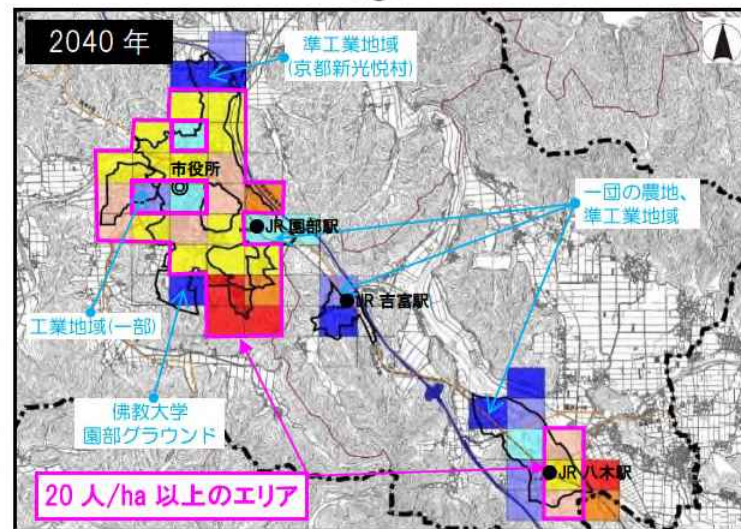 2040 年
準工業地域
(京都新光悦村)
市役所
一団の農地、
準工業地域
JR 園部駅
JR 吉富駅
工業地域(一部)
佛教大学
園部グラウンド
20 人/ha 以上のエリア
JR 八木駅